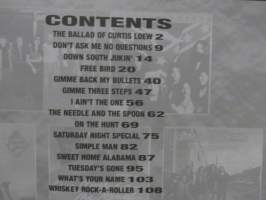 CONTENTS
THE BALLAD OF CURTIS LOEW 2
DON'T ASK ME NO QUESTIONS 9
DOWN SOUTH JUKIN' 14
FREE BIRD 20
GIMME BACK MY BULLETS 40
GIMME THREE STEPS 47
I AIN'T THE ONE 56
THE NEEDLE AND THE SPOON 62
ON THE HUNT 69
SATURDAY NIGHT SPECIAL 75
SIMPLE MAN 82
SWEET HOME ALABAMA 87
TUESDAY'S GONE 95
WHAT'S YOUR NAME 103
WHISKEY ROCK-A-ROLLER 108